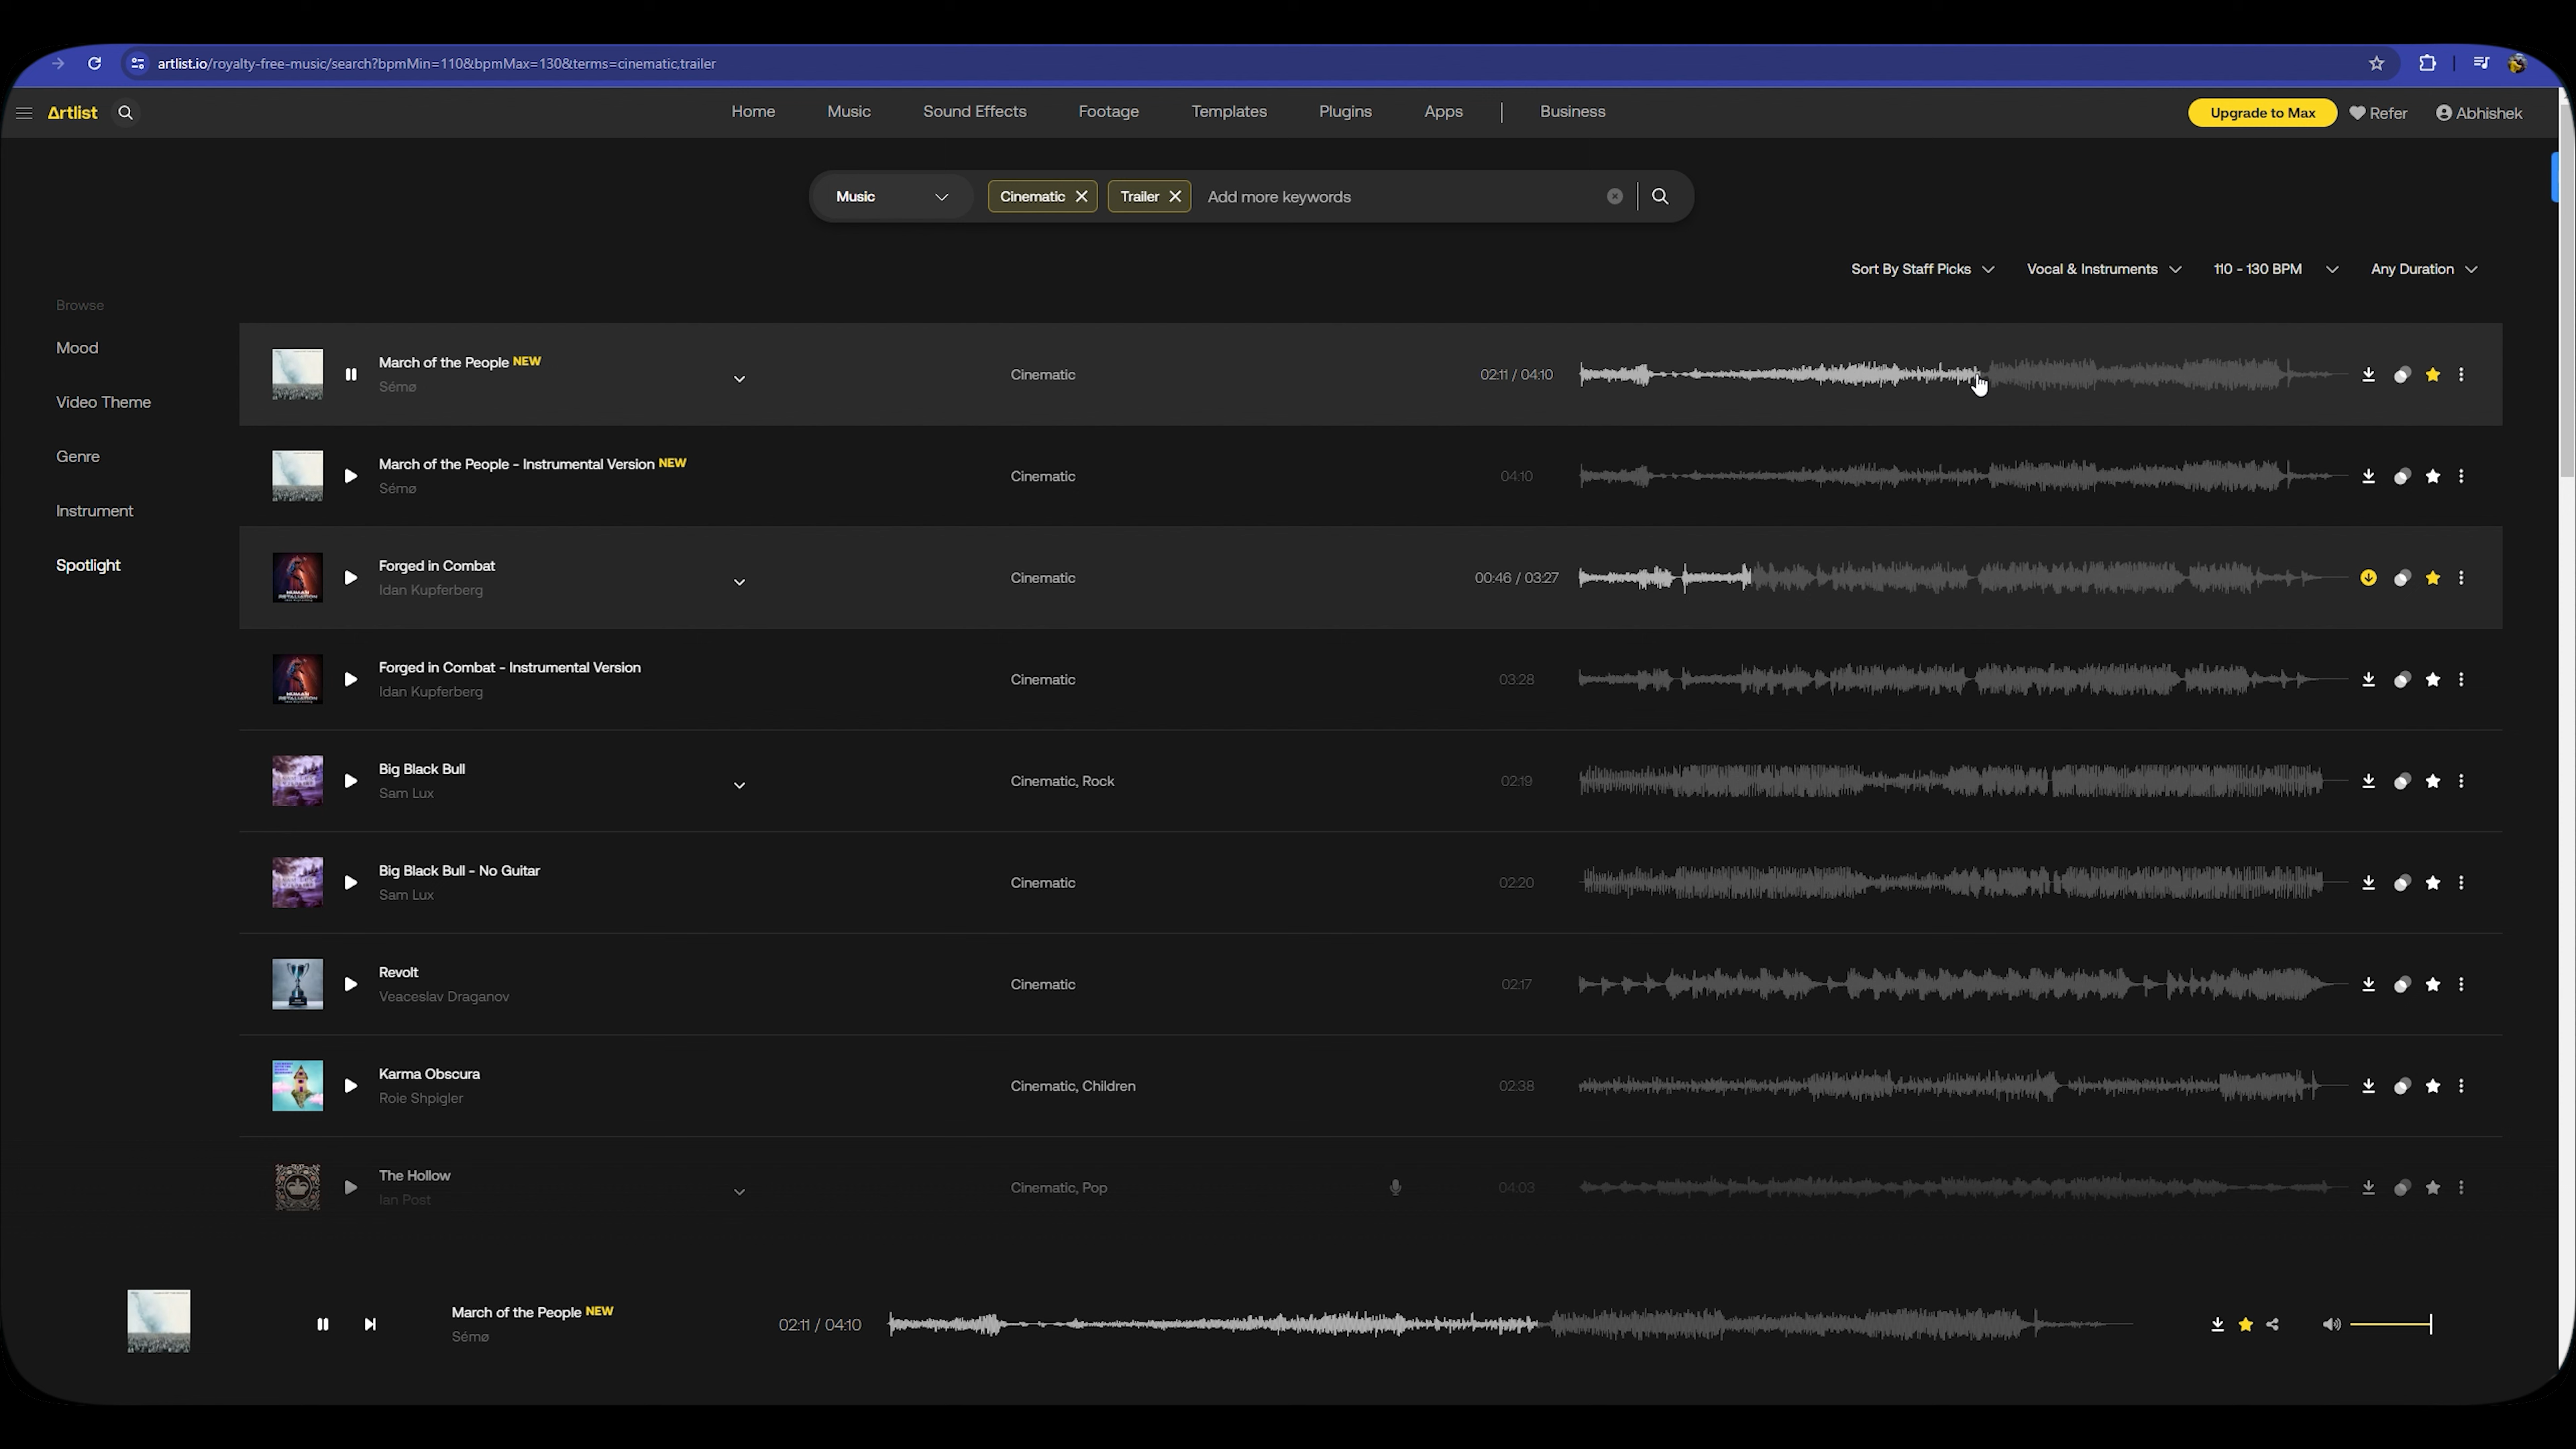 artlist.io/royalty-free-music/search?bpmMin=110&bpmMax=130&terms=cinematic,trailer
Artlist
Home Music Sound Effects Footage Templates Plugins Apps Business
Upgrade to Max Refer Abhishek
Music Cinematic Trailer Add more keywords
Sort By Staff Picks Vocal & Instruments 110 - 130 BPM Any Duration
Browse
Mood
Video Theme
Genre
Instrument
Spotlight
March of the People NEW
Sémø
Cinematic
02:11 / 04:10
March of the People - Instrumental Version NEW
Sémø
Cinematic
04:10
Forged in Combat
Idan Kupferberg
Cinematic
00:46 / 03:27
Forged in Combat - Instrumental Version
Idan Kupferberg
Cinematic
03:28
Big Black Bull
Sam Lux
Cinematic, Rock
02:19
Big Black Bull - No Guitar
Sam Lux
Cinematic
02:20
Revolt
Veaceslav Draganov
Cinematic
02:17
Karma Obscura
Roie Shpigler
Cinematic, Children
02:38
The Hollow
Ian Post
Cinematic, Pop
04:03
March of the People NEW
Sémø
02:11 / 04:10